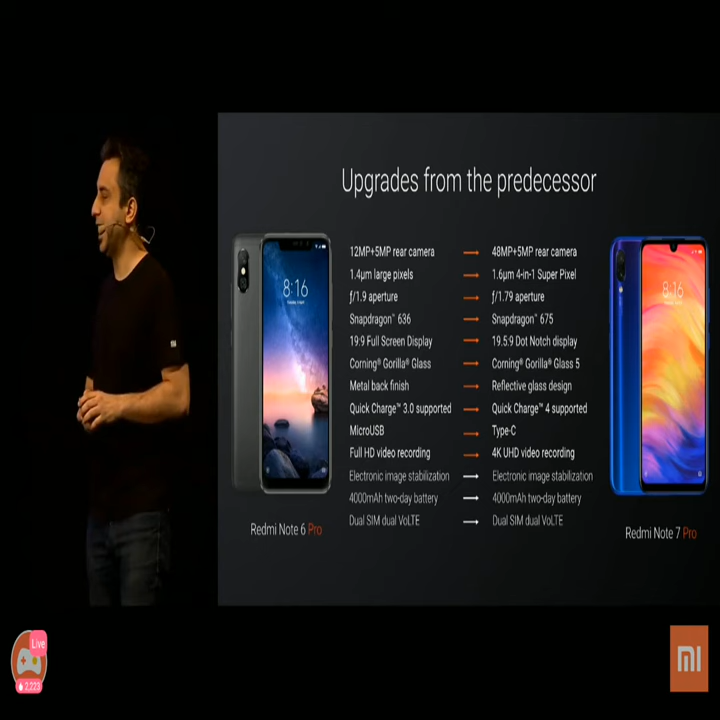 Upgrades from the predecessor
12MP+5MP rear camera → 48MP+5MP rear camera
1.4µm large pixels → 1.6µm 4-in-1 Super Pixel
ƒ/1.9 aperture → ƒ/1.79 aperture
Snapdragon™ 636 → Snapdragon™ 675
19:9 Full Screen Display → 19.5:9 Dot Notch display
Corning® Gorilla® Glass → Corning® Gorilla® Glass 5
Metal back finish → Reflective glass design
Quick Charge™ 3.0 supported → Quick Charge™ 4 supported
MicroUSB → Type-C
Full HD video recording → 4K UHD video recording
Electronic image stabilization → Electronic image stabilization
4000mAh two-day battery → 4000mAh two-day battery
Dual SIM dual VoLTE → Dual SIM dual VoLTE
8:16
8:16
Redmi Note 6 Pro
Redmi Note 7 Pro
Live
2,223
MI